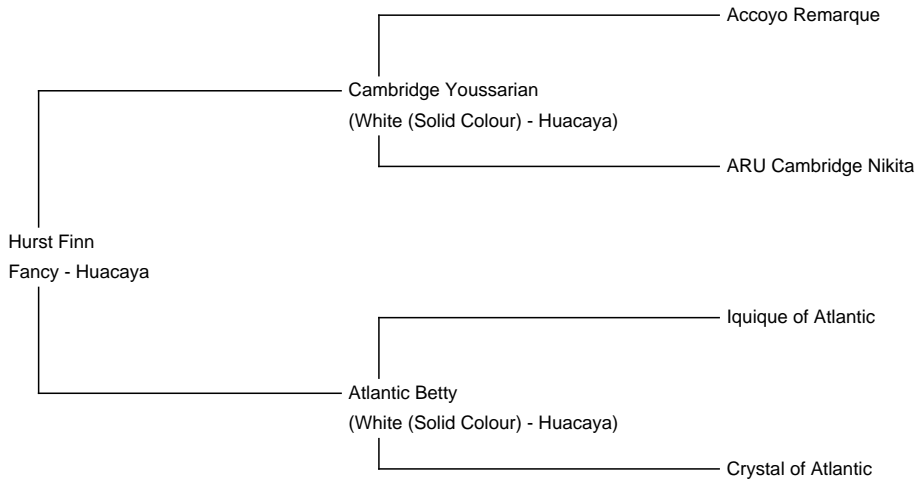 Accoyo Remarque
Cambridge Youssarian
(White (Solid Colour) - Huacaya)
ARU Cambridge Nikita
Hurst Finn
Fancy - Huacaya
Iquique of Atlantic
Atlantic Betty
(White (Solid Colour) - Huacaya)
Crystal of Atlantic